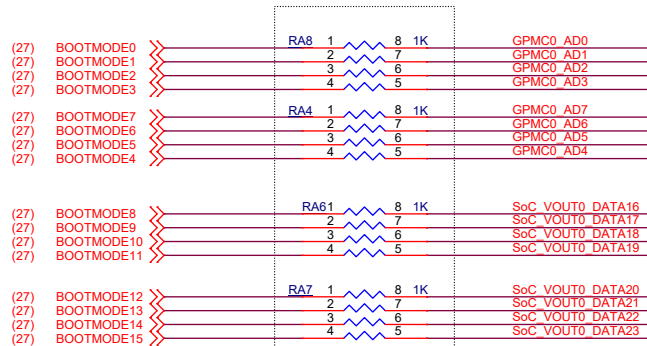 (27) BOOTMODE0 RA8 1 8 1K GPMC0_AD0
(27) BOOTMODE1 2 7 GPMC0_AD1
(27) BOOTMODE2 3 6 GPMC0_AD2
(27) BOOTMODE3 4 5 GPMC0_AD3
(27) BOOTMODE7 RA4 1 8 1K GPMC0_AD7
(27) BOOTMODE6 2 7 GPMC0_AD6
(27) BOOTMODE5 3 6 GPMC0_AD5
(27) BOOTMODE4 4 5 GPMC0_AD4
(27) BOOTMODE8 RA6 1 8 1K SoC_VOUT0_DATA16
(27) BOOTMODE9 2 7 SoC_VOUT0_DATA17
(27) BOOTMODE10 3 6 SoC_VOUT0_DATA18
(27) BOOTMODE11 4 5 SoC_VOUT0_DATA19
(27) BOOTMODE12 RA7 1 8 1K SoC_VOUT0_DATA20
(27) BOOTMODE13 2 7 SoC_VOUT0_DATA21
(27) BOOTMODE14 3 6 SoC_VOUT0_DATA22
(27) BOOTMODE15 4 5 SoC_VOUT0_DATA23